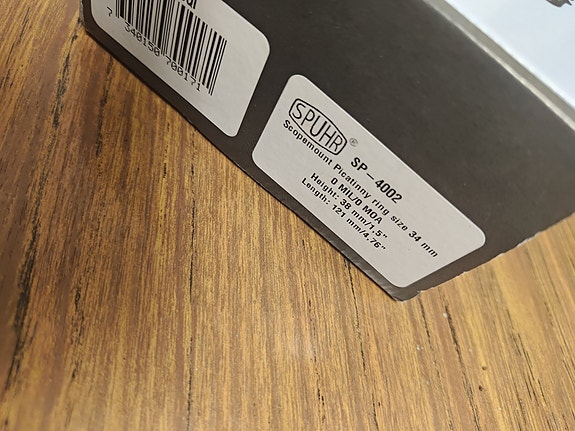 7 340150 700171
SPUHR®
SP-4002
Scopemount Picatinny ring size 34 mm
0 MIL/0 MOA
Height: 38 mm/1.5"
Length: 121 mm/4.76"